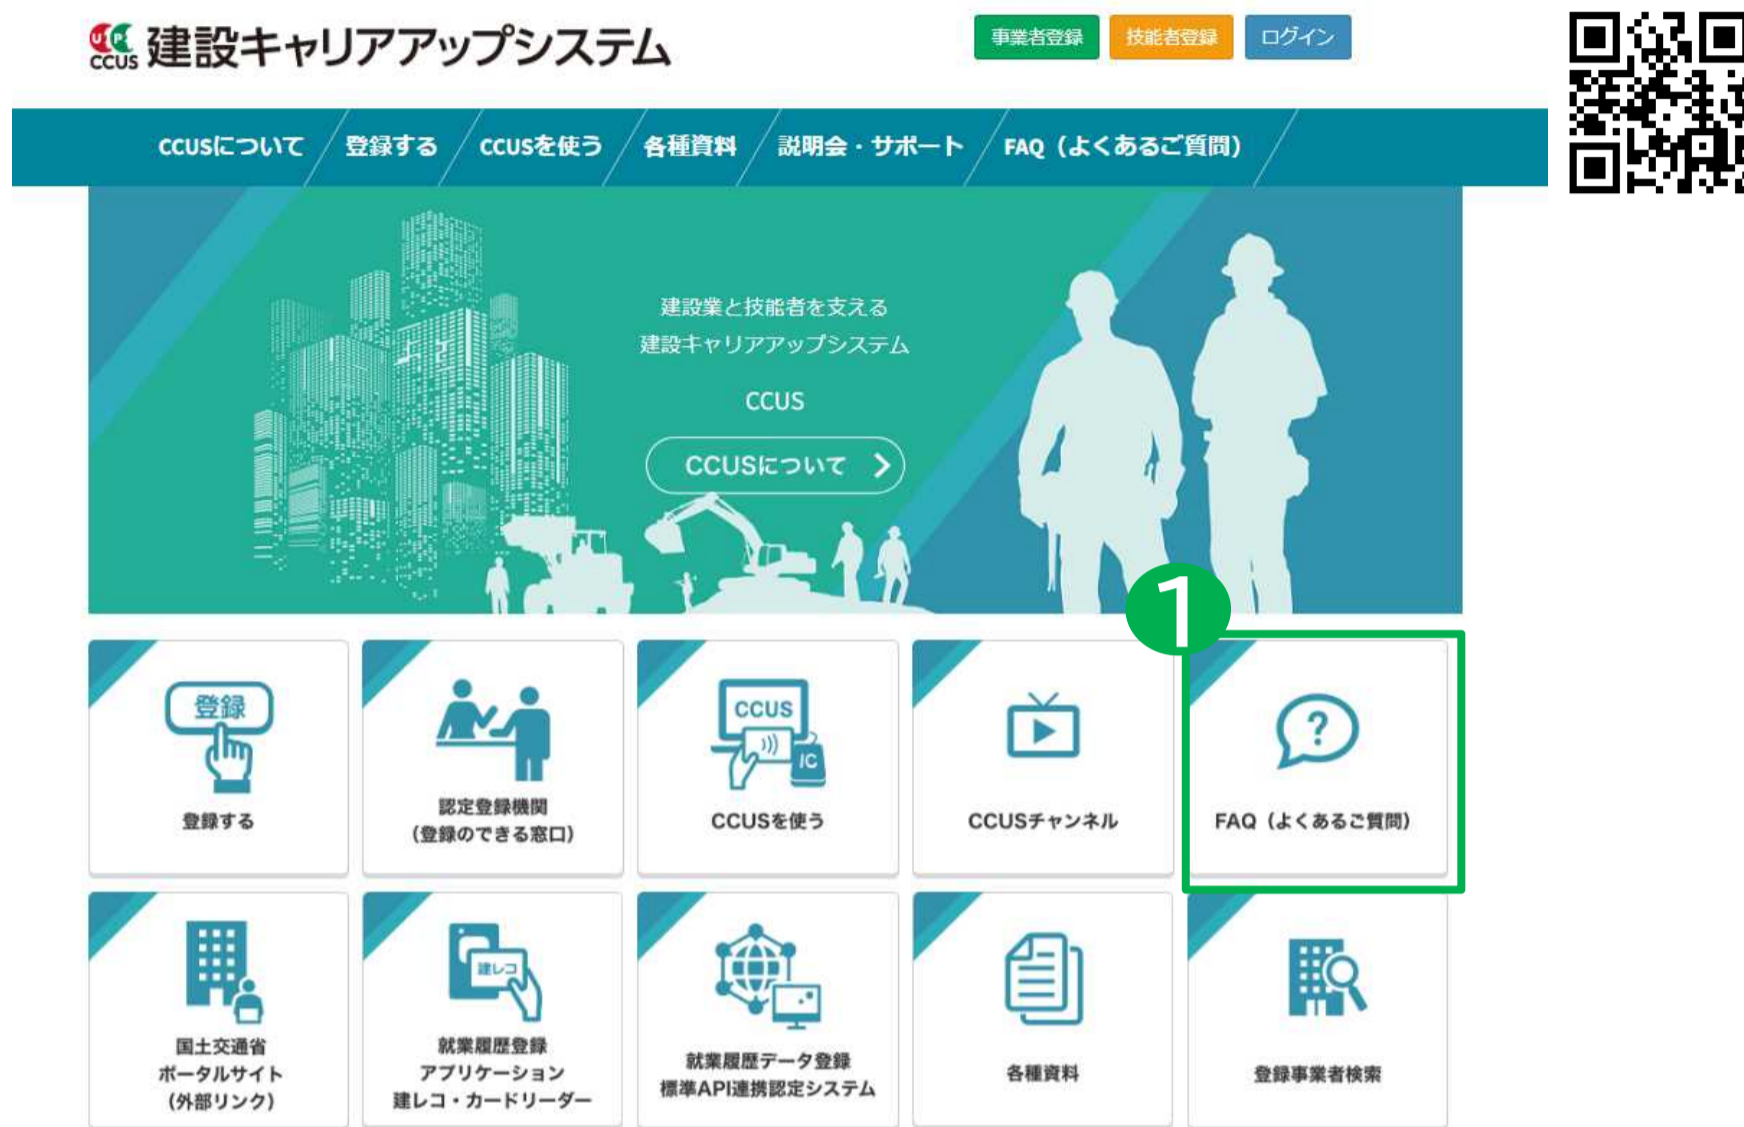 CCUS 建設キャリアアップシステム
事業者登録 技能者登録 ログイン
CCUSについて 登録する CCUSを使う 各種資料 説明会・サポート FAQ（よくあるご質問）
建設業と技能者を支える
建設キャリアアップシステム
CCUS
CCUSについて
1
登録
CCUS
IC
?
登録する
認定登録機関
（登録のできる窓口）
CCUSを使う
CCUSチャンネル
FAQ（よくあるご質問）
建レコ
国土交通省
ポータルサイト
（外部リンク）
就業履歴登録
アプリケーション
建レコ・カードリーダー
就業履歴データ登録
標準API連携認定システム
各種資料
登録事業者検索